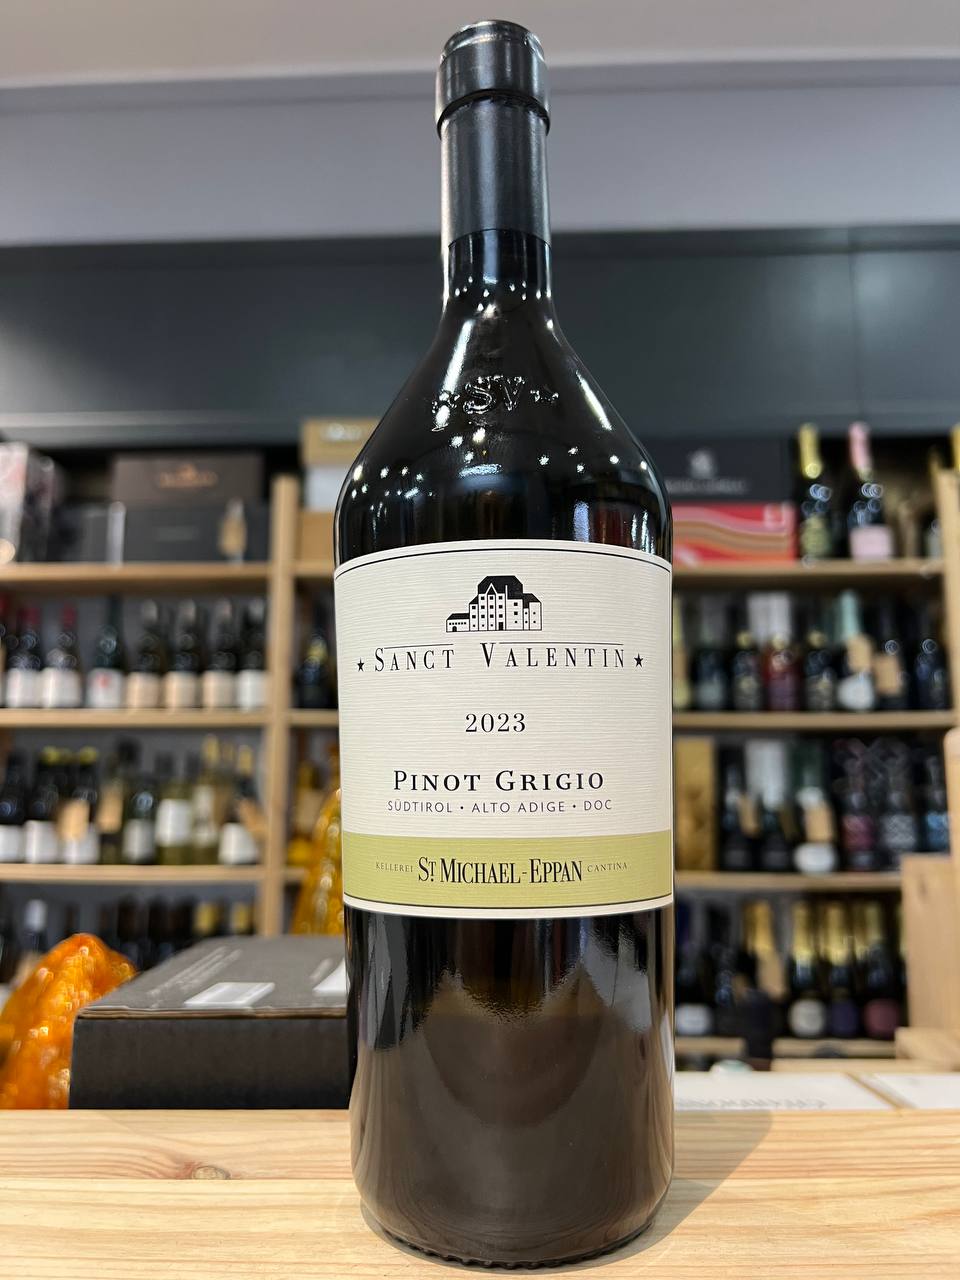 SV
★ SANCT VALENTIN ★
2023
PINOT GRIGIO
SÜDTIROL • ALTO ADIGE • DOC
KELLEREI ST MICHAEL-EPPAN CANTINA